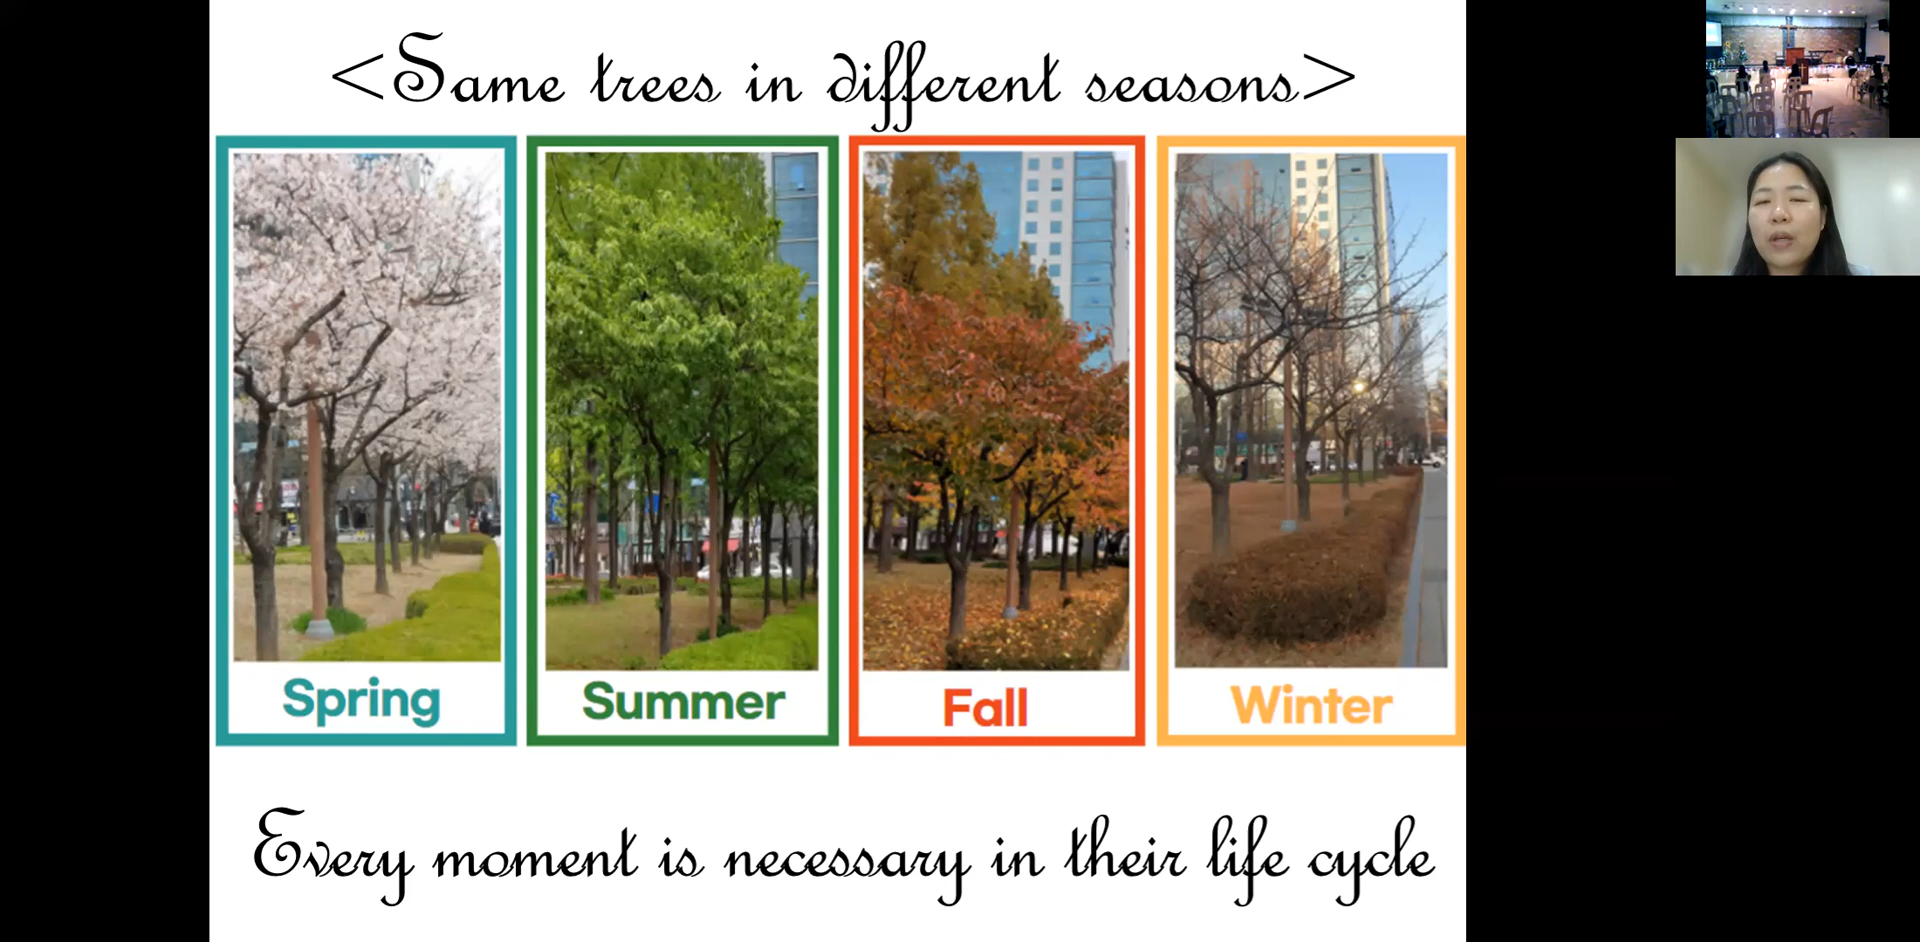 <Same trees in different seasons>
Spring
Summer
Fall
Winter
Every moment is necessary in their life cycle